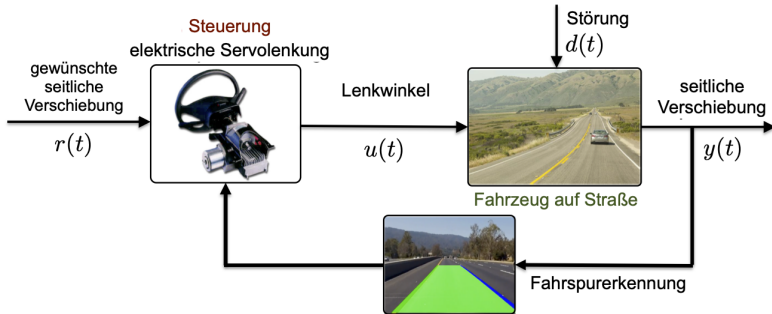 Steuerung
elektrische Servolenkung
gewünschte
seitliche
Verschiebung
r(t)
Lenkwinkel
u(t)
Störung
d(t)
Fahrzeug auf Straße
seitliche
Verschiebung
y(t)
Fahrspurerkennung